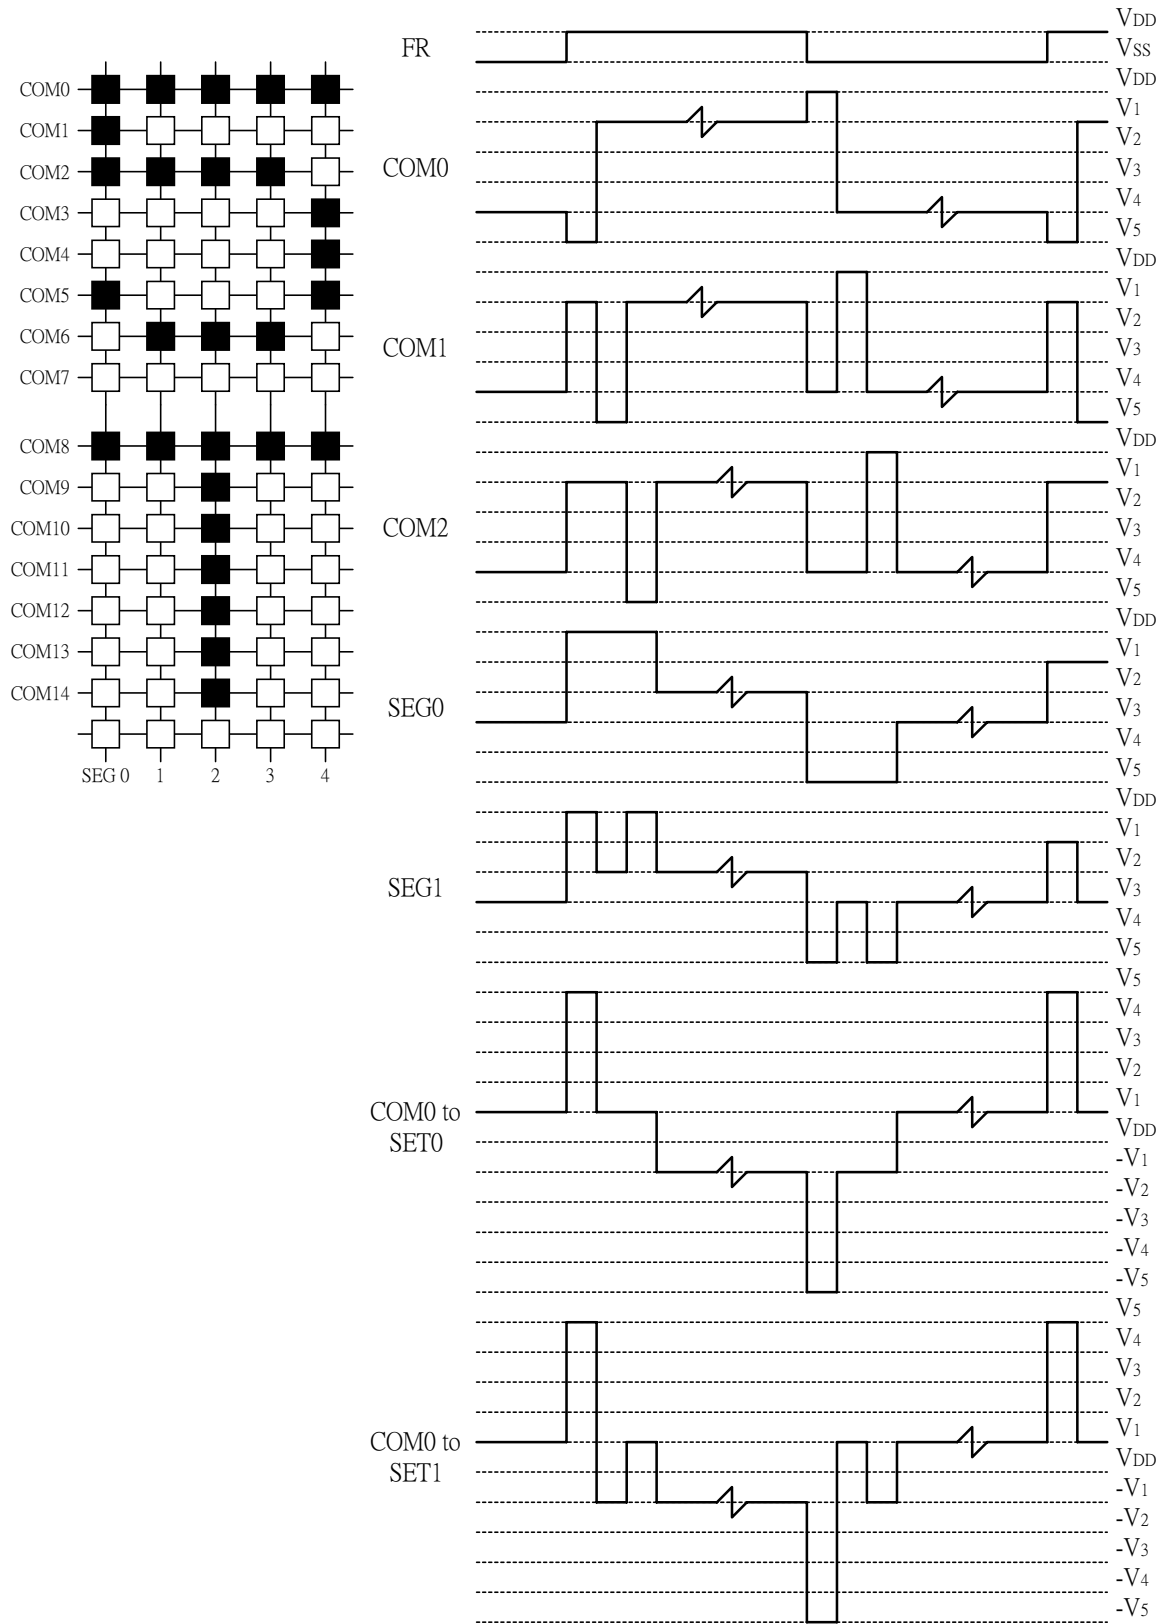 COM0
COM1
COM2
COM3
COM4
COM5
COM6
COM7
COM8
COM9
COM10
COM11
COM12
COM13
COM14
SEG 0 1 2 3 4
FR
VDD
VSS
COM0
VDD
V1
V2
V3
V4
V5
COM1
VDD
V1
V2
V3
V4
V5
COM2
VDD
V1
V2
V3
V4
V5
SEG0
VDD
V1
V2
V3
V4
V5
SEG1
VDD
V1
V2
V3
V4
V5
COM0 to
SET0
V5
V4
V3
V2
V1
VDD
-V1
-V2
-V3
-V4
-V5
COM0 to
SET1
V5
V4
V3
V2
V1
VDD
-V1
-V2
-V3
-V4
-V5